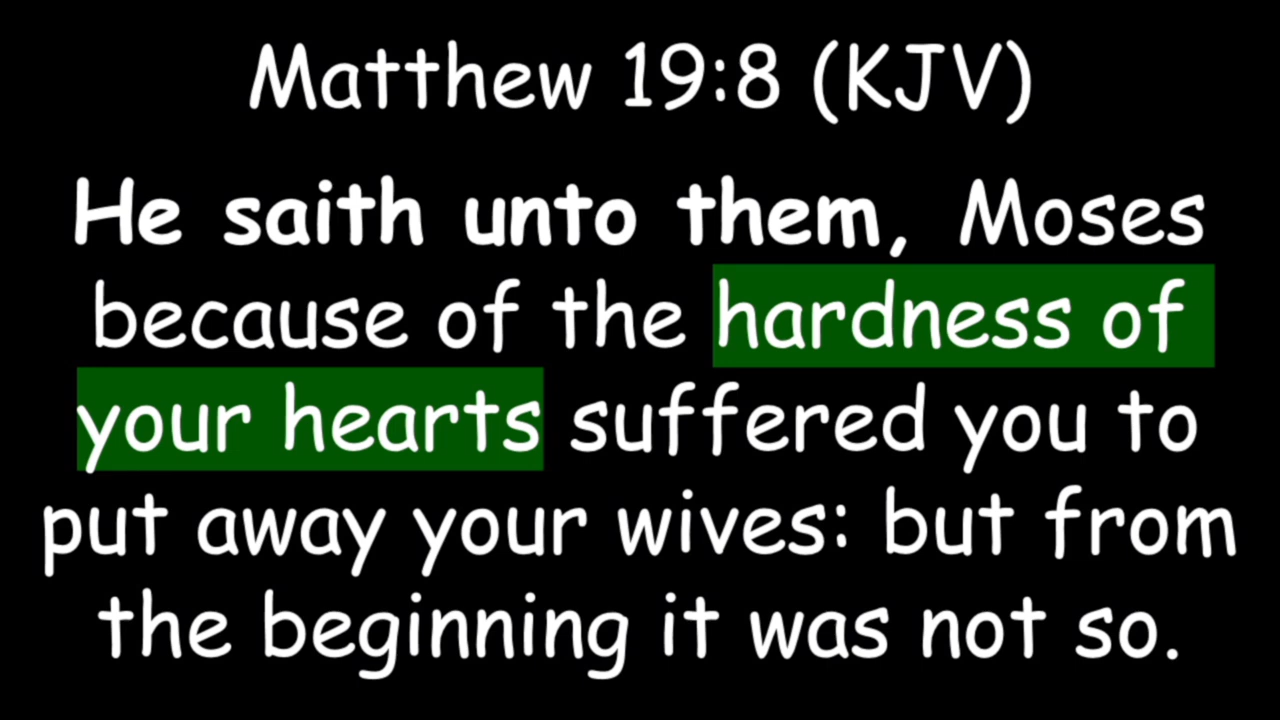 Matthew 19:8 (KJV)
He saith unto them, Moses
because of the hardness of
your hearts suffered you to
put away your wives: but from
the beginning it was not so.